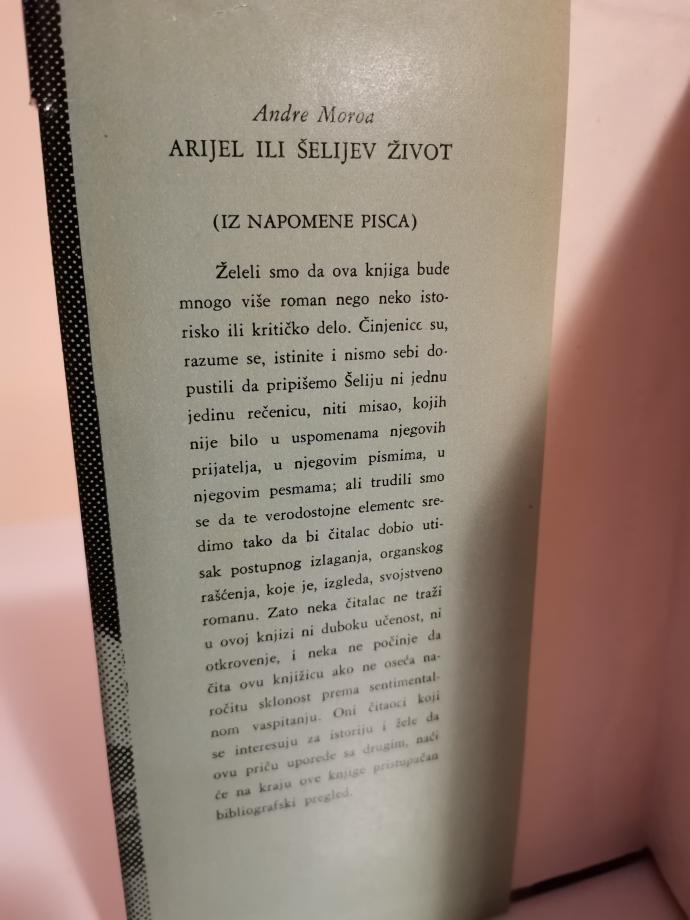 Andre Moroa
ARIJEL ILI ŠELIJEV ŽIVOT
(IZ NAPOMENE PISCA)
Želeli smo da ova knjiga bude
mnogo više roman nego neko isto-
risko ili kritičko delo. Činjenice su,
razume se, istinite i nismo sebi do-
pustili da pripišemo Šeliju ni jednu
jedinu rečenicu, niti misao, kojih
nije bilo u uspomenama njegovih
prijatelja, u njegovim pismima, u
njegovim pesmama; ali trudili smo
se da te verodostojne elemente sre-
dimo tako da bi čitalac dobio uti-
sak postupnog izlaganja, organskog
rašćenja, koje je, izgleda, svojstveno
romanu. Zato neka čitalac ne traži
u ovoj knjizi ni duboku učenost, ni
otkrovenje, i neka ne počinje da
čita ovu knjižicu ako ne oseća na-
ročitu sklonost prema sentimental-
nom vaspitanju. Oni čitaoci koji
se interesuju za istoriju i žele da
ovu priču uporede sa drugim, naći
će na kraju ove knjige pristupačan
bibliografski pregled.